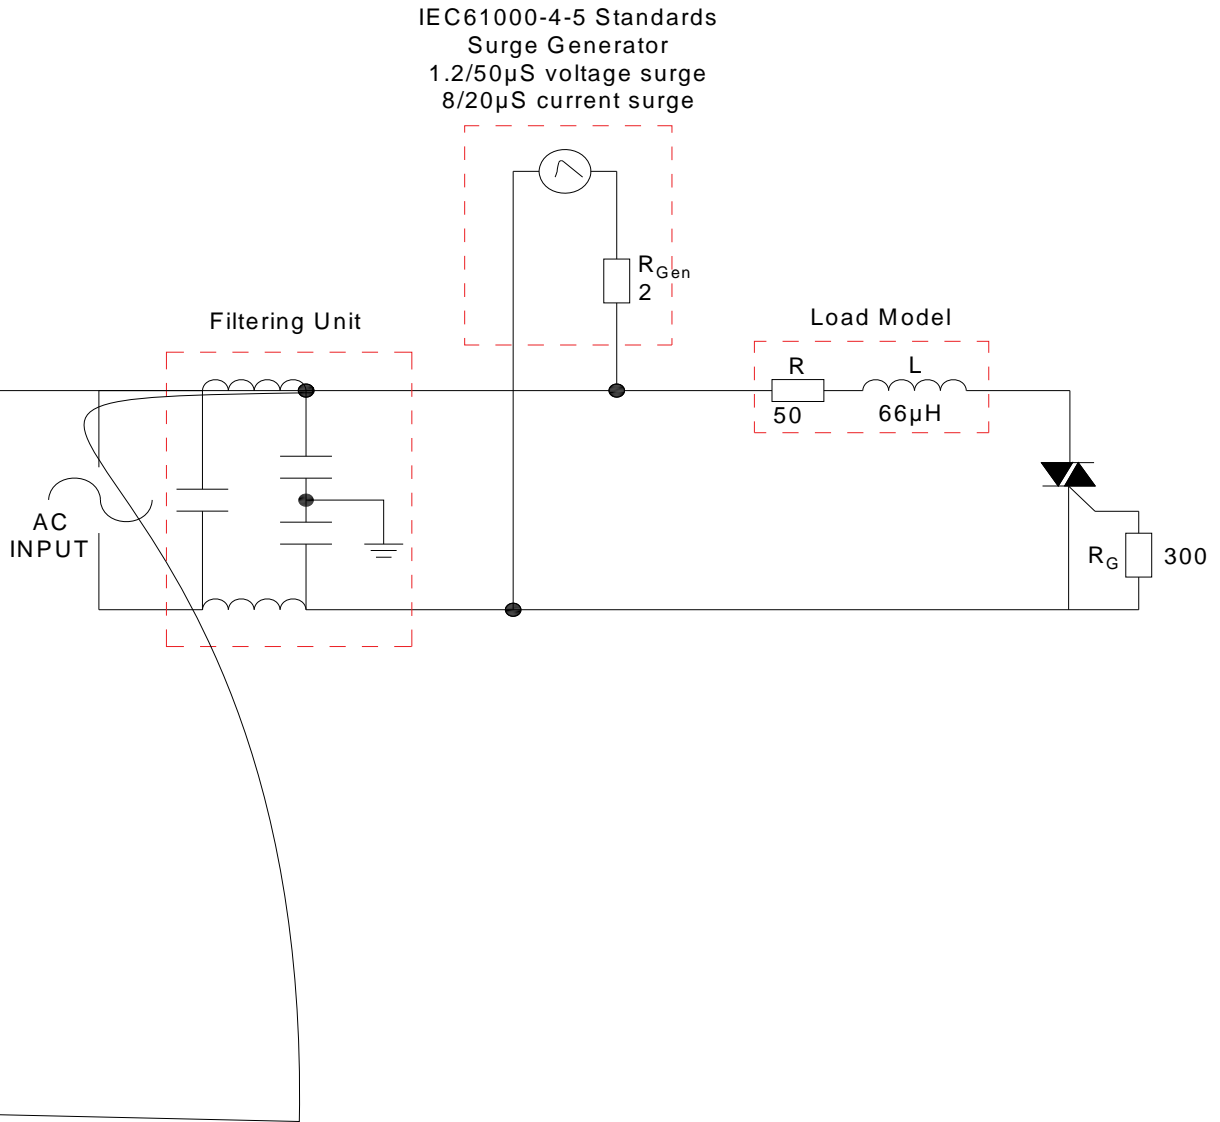 IEC61000-4-5 Standards
Surge Generator
1.2/50µS voltage surge
8/20µS current surge
RGen
2
Filtering Unit
Load Model
R
L
50
66µH
AC
INPUT
RG
300